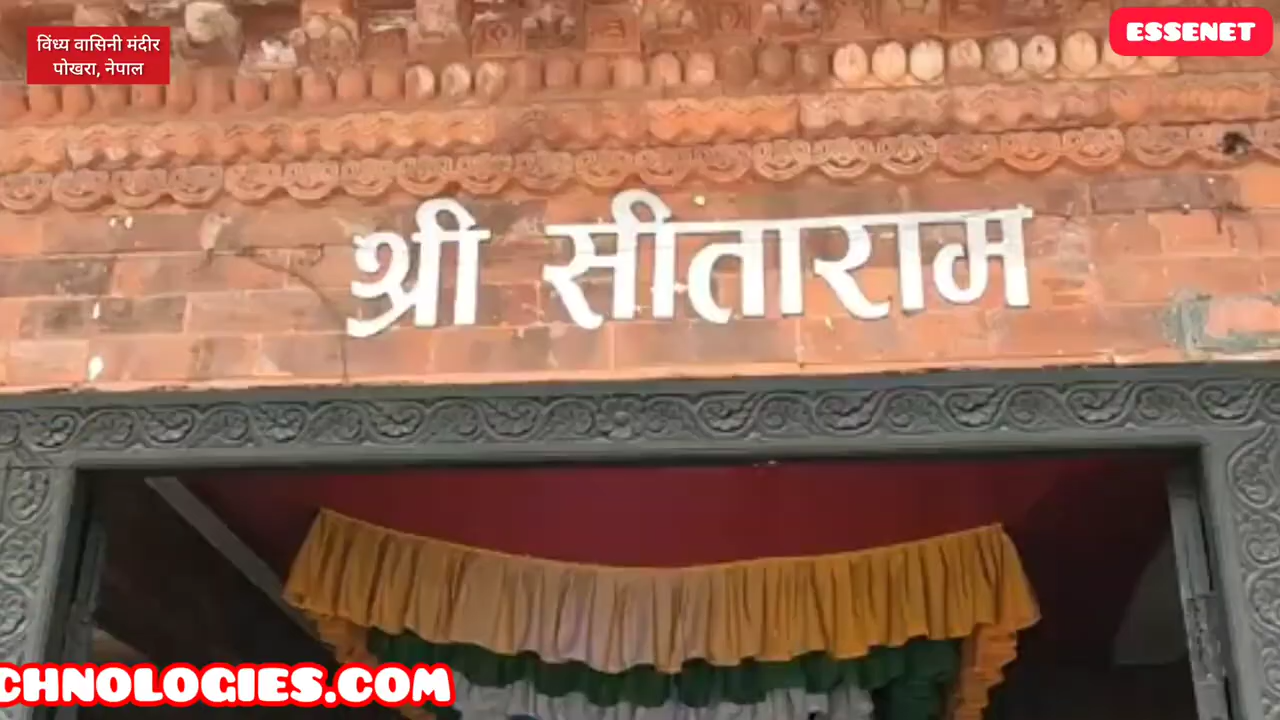 विंध्य वासिनी मंदीर
पोखरा, नेपाल
ESSENET
श्री सीताराम
CHNOLOGIES.COM